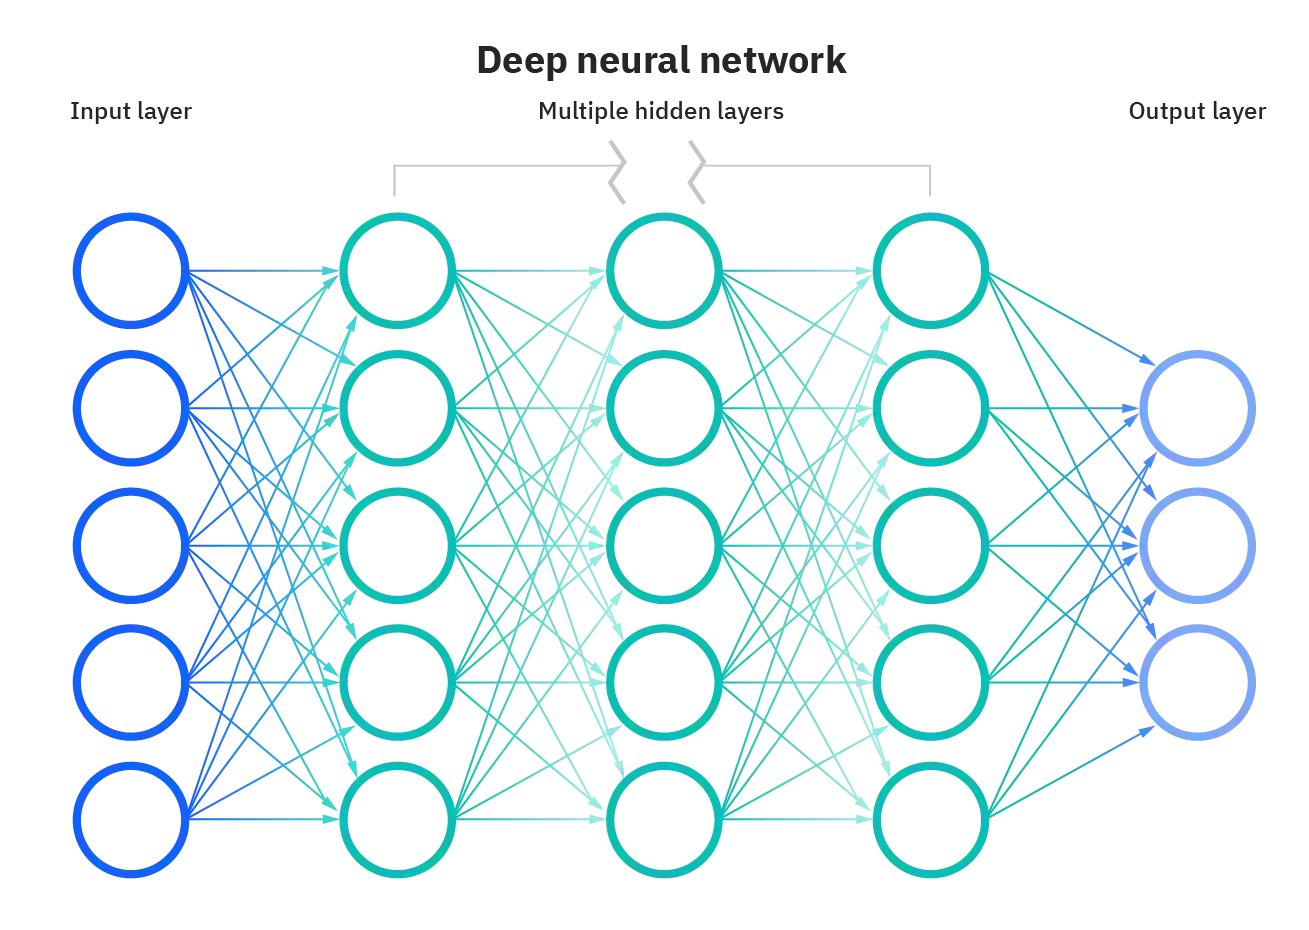 Deep neural network
Input layer
Multiple hidden layers
Output layer